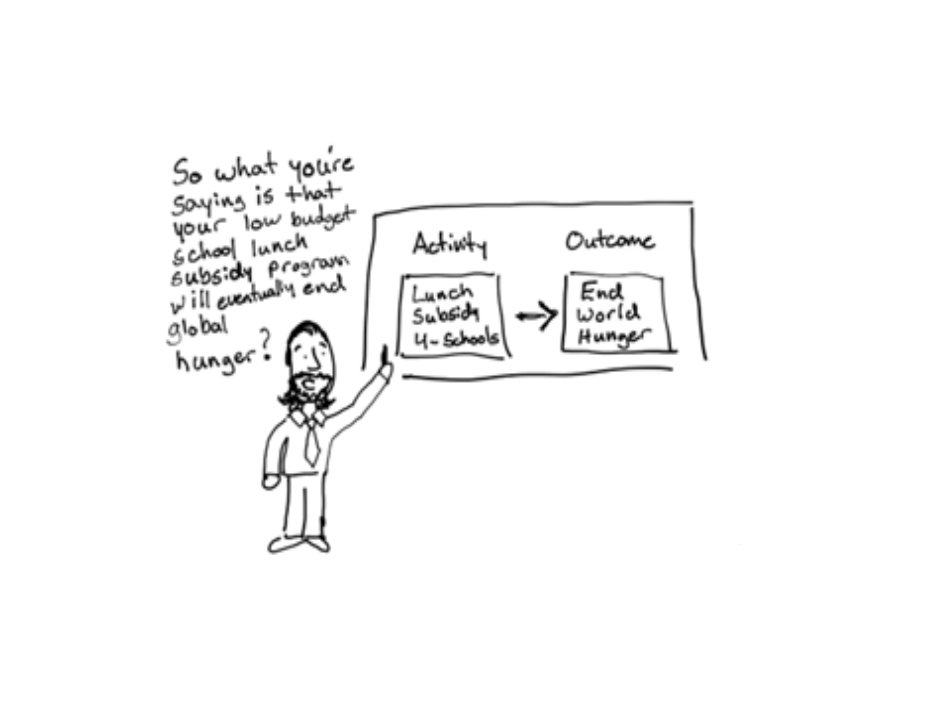 So what you're
saying is that
your low budget
school lunch
subsidy program
will eventually end
global
hunger?
Activity
Lunch
Subsidy
4-Schools
Outcome
End
World
Hunger